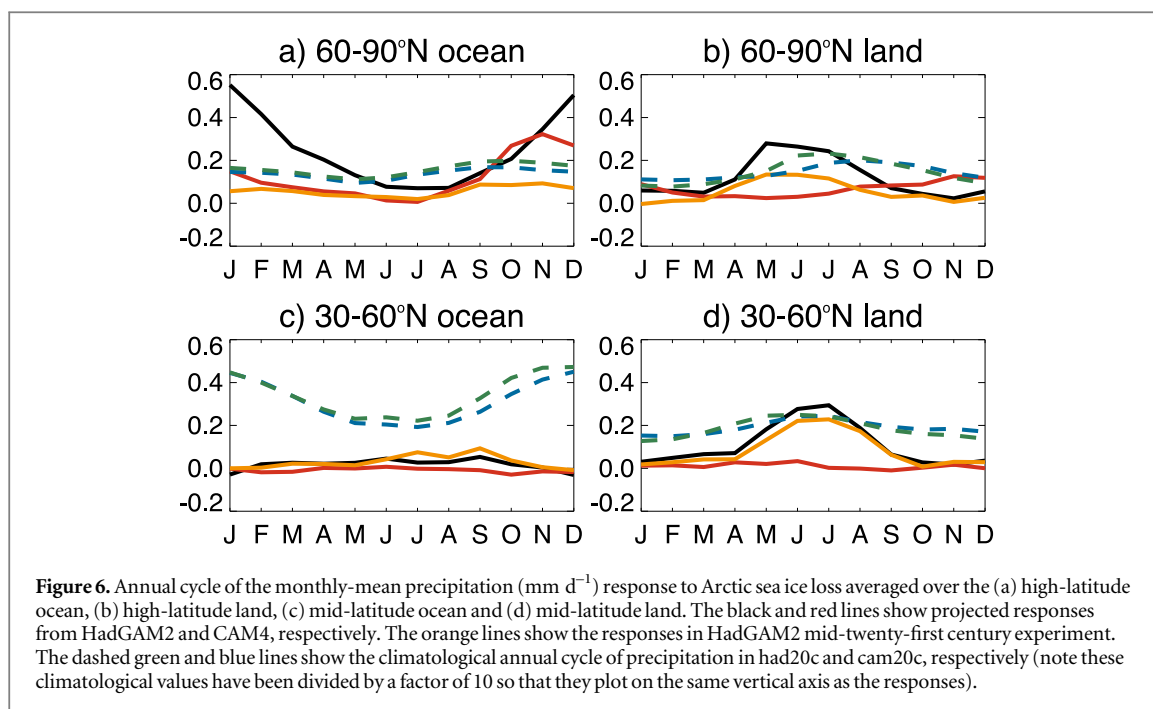 a) 60-90°N ocean
0.6
0.4
0.2
0.0
-0.2
J F M A M J J A S O N D
b) 60-90°N land
0.6
0.4
0.2
0.0
-0.2
J F M A M J J A S O N D
c) 30-60°N ocean
0.6
0.4
0.2
0.0
-0.2
J F M A M J J A S O N D
d) 30-60°N land
0.6
0.4
0.2
0.0
-0.2
J F M A M J J A S O N D
Figure 6. Annual cycle of the monthly-mean precipitation (mm d⁻¹) response to Arctic sea ice loss averaged over the (a) high-latitude
ocean, (b) high-latitude land, (c) mid-latitude ocean and (d) mid-latitude land. The black and red lines show projected responses
from HadGAM2 and CAM4, respectively. The orange lines show the responses in HadGAM2 mid-twenty-first century experiment.
The dashed green and blue lines show the climatological annual cycle of precipitation in had20c and cam20c, respectively (note these
climatological values have been divided by a factor of 10 so that they plot on the same vertical axis as the responses).